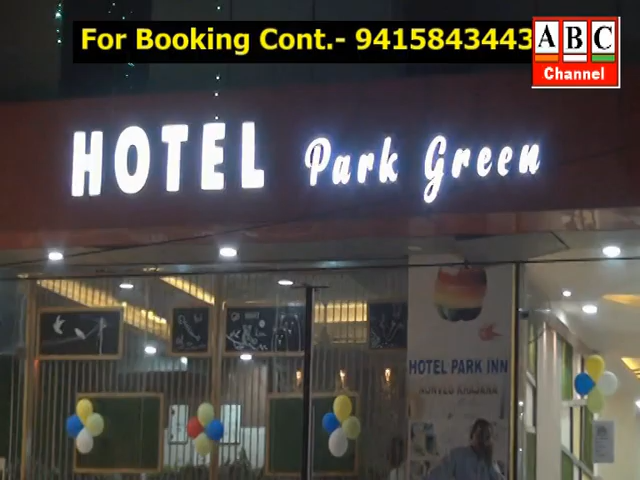 For Booking Cont.- 9415843443
ABC
Channel
HOTEL Park Green
HOTEL PARK INN